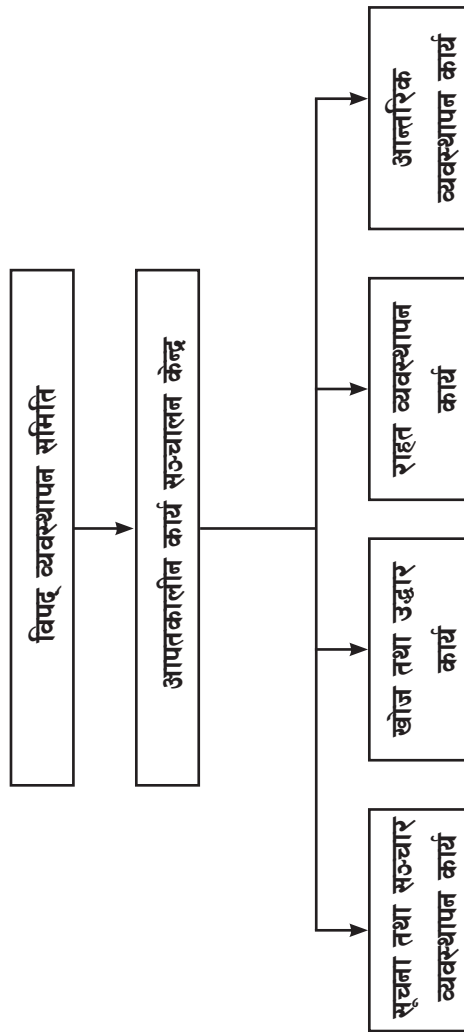 विपद् व्यवस्थापन समिति
आपतकालीन कार्य सञ्चालन केन्द्र
सूचना तथा सञ्चार
व्यवस्थापन कार्य
खोज तथा उद्धार
कार्य
राहत व्यवस्थापन
कार्य
आन्तरिक
व्यवस्थापन कार्य